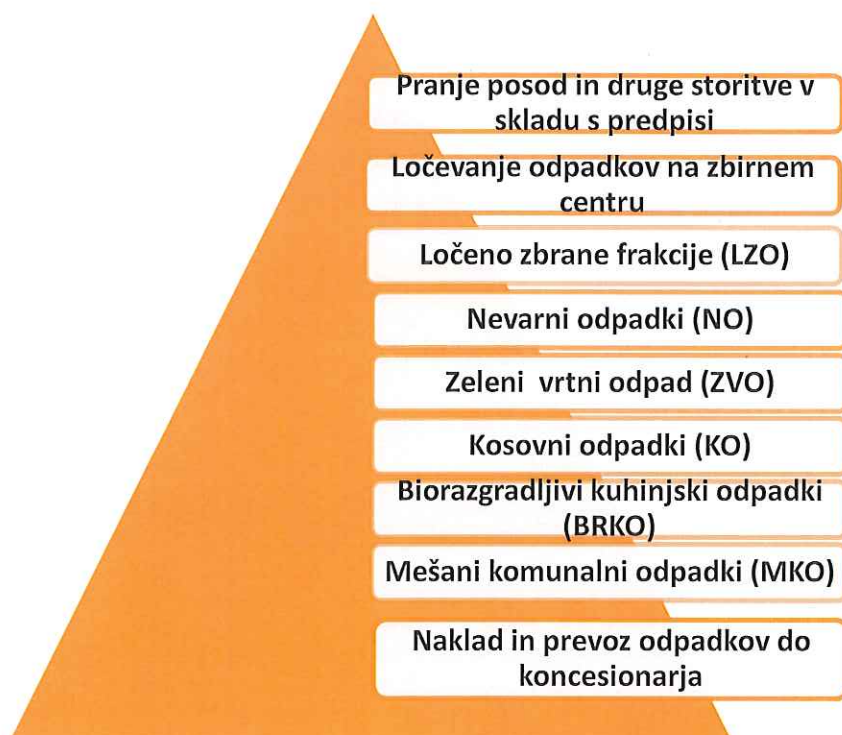 Pranje posod in druge storitve v
skladu s predpisi
Ločevanje odpadkov na zbirnem
centru
Ločeno zbrane frakcije (LZO)
Nevarni odpadki (NO)
Zeleni vrtni odpad (ZVO)
Kosovni odpadki (KO)
Biorazgradljivi kuhinjski odpadki
(BRKO)
Mešani komunalni odpadki (MKO)
Naklad in prevoz odpadkov do
koncesionarja